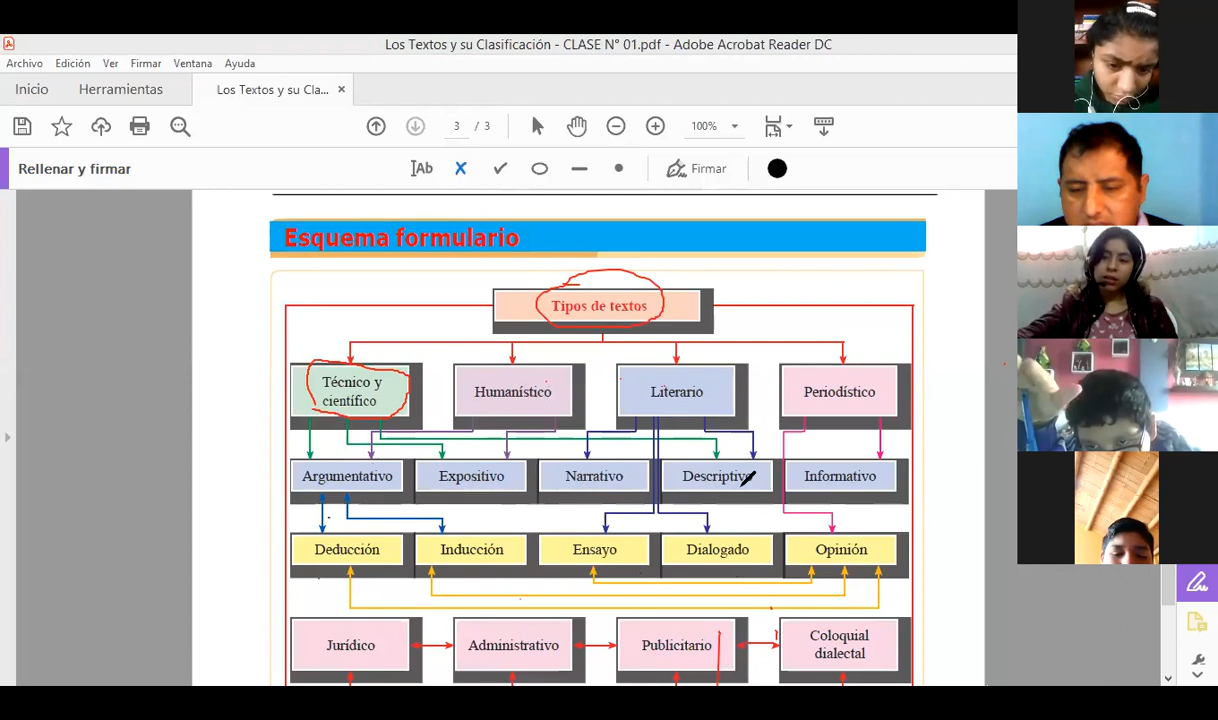 Los Textos y su Clasificación - CLASE N° 01.pdf - Adobe Acrobat Reader DC
Archivo Edición Ver Firmar Ventana Ayuda
Inicio Herramientas Los Textos y su Cla... ×
3 / 3 100%
Rellenar y firmar Ab Firmar
Esquema formulario
Tipos de textos
Técnico y
científico
Humanístico Literario Periodístico
Argumentativo Expositivo Narrativo Descriptivo Informativo
Deducción Inducción Ensayo Dialogado Opinión
Jurídico Administrativo Publicitario
Coloquial
dialectal